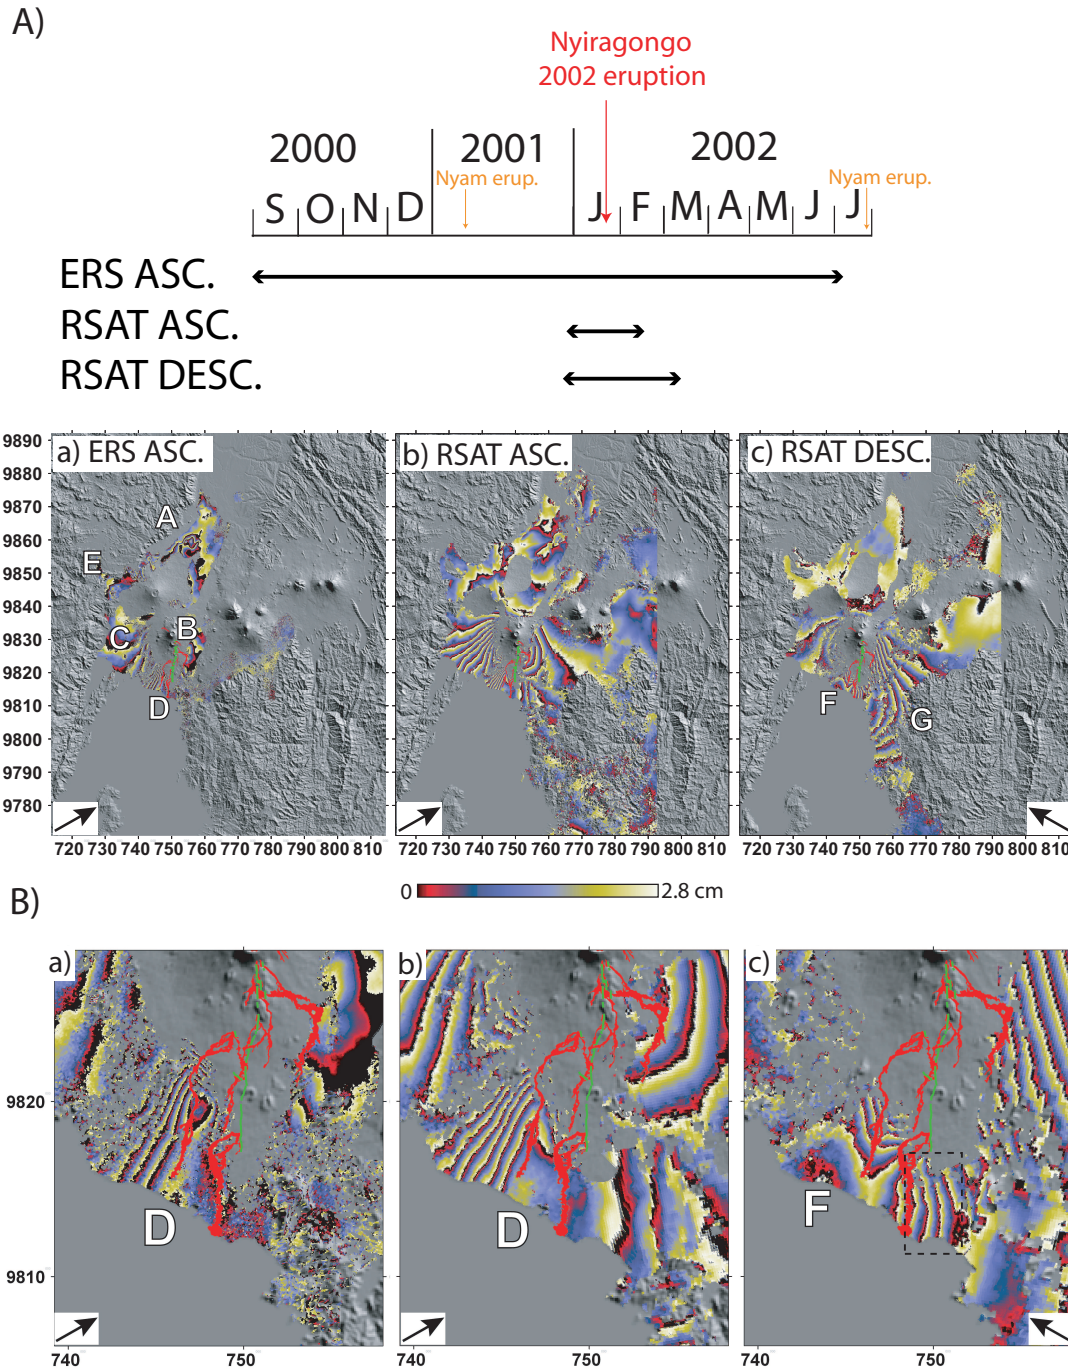 A)
Nyiragongo
2002 eruption
2000 2001 2002
Nyam erup. Nyam erup.
S O N D J F M A M J J
ERS ASC.
RSAT ASC.
RSAT DESC.
a) ERS ASC. b) RSAT ASC. c) RSAT DESC.
9890
9880
9870
9860
9850
9840
9830
9820
9810
9800
9790
9780
A
E
B
C
D
F
G
720 730 740 750 760 770 780 790 800 810
720 730 740 750 760 770 780 790 800 810
720 730 740 750 760 770 780 790 800 810
0 2.8 cm
B)
a) b) c)
9820
9810
D D F
740 750 740 750 740 750